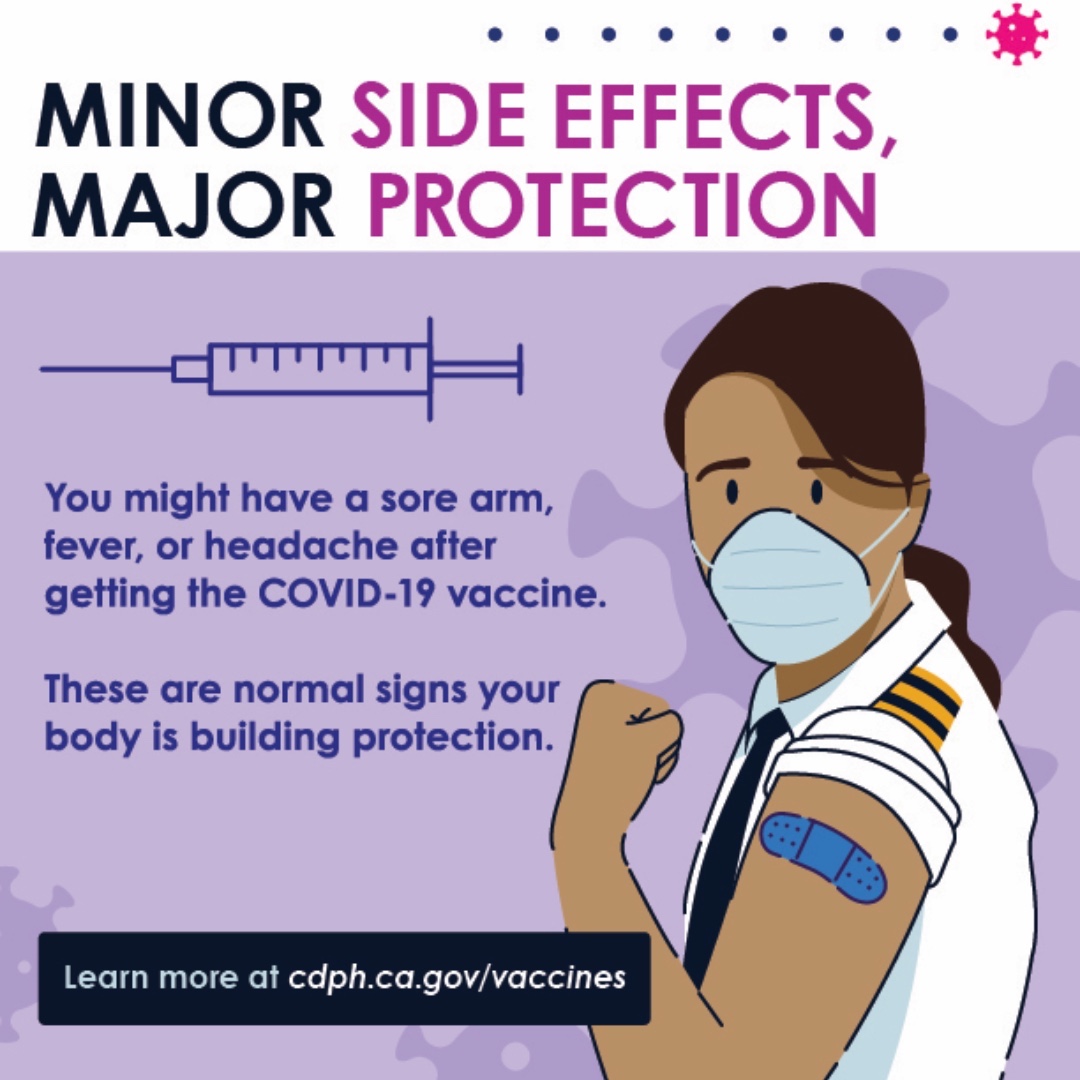 MINOR SIDE EFFECTS,
MAJOR PROTECTION
You might have a sore arm,
fever, or headache after
getting the COVID-19 vaccine.
These are normal signs your
body is building protection.
Learn more at cdph.ca.gov/vaccines